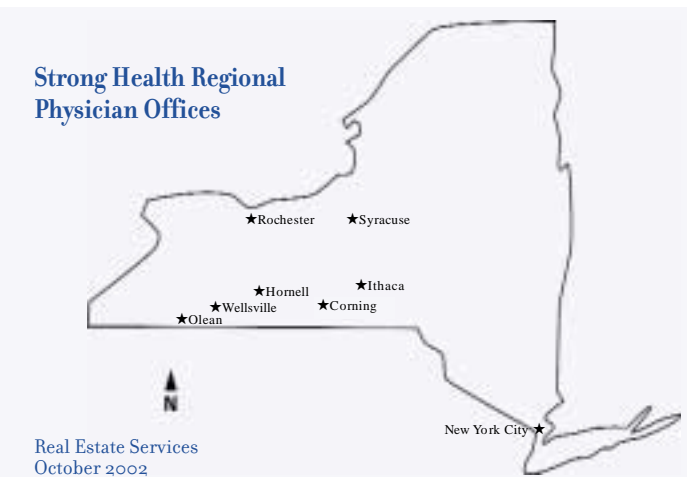 Strong Health Regional
Physician Offices
★Rochester
★Syracuse
★Ithaca
★Hornell
★Corning
★Wellsville
★Olean
N
New York City★
Real Estate Services
October 2002